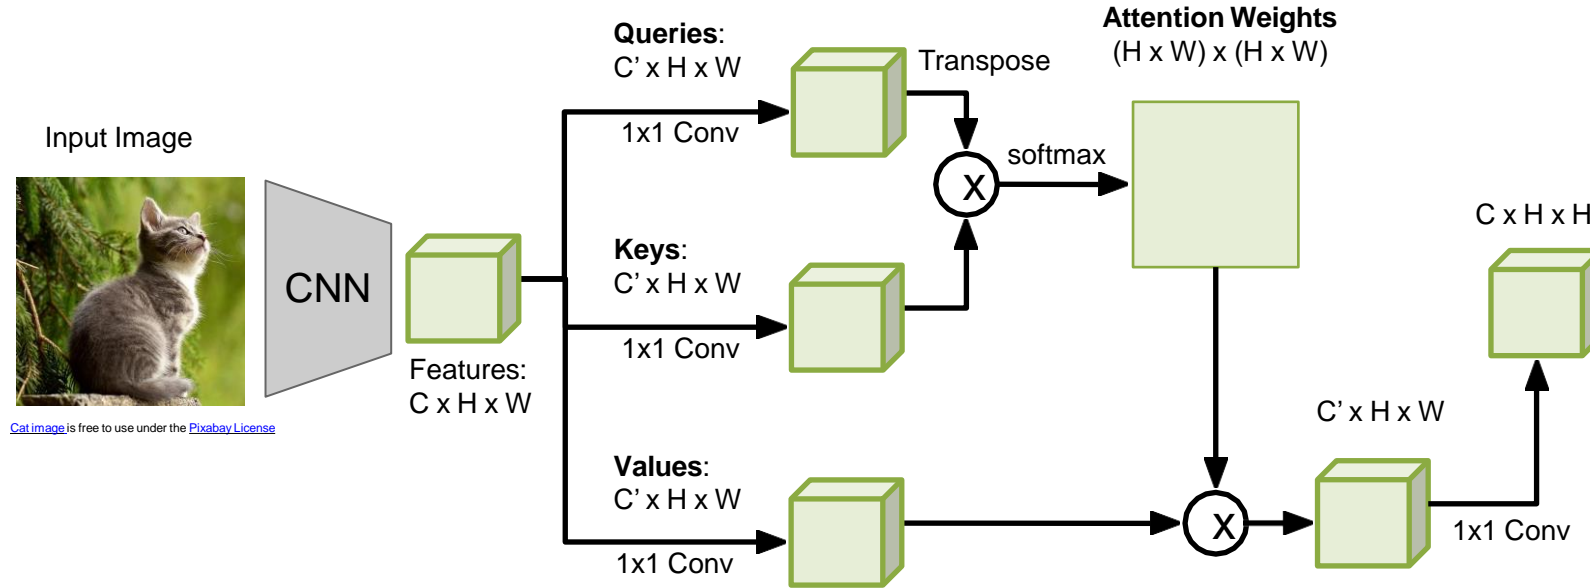 Input Image
Cat image is free to use under the Pixabay License
CNN
Features:
C x H x W
Queries:
C’ x H x W
1x1 Conv
Keys:
C’ x H x W
1x1 Conv
Values:
C’ x H x W
1x1 Conv
Transpose
X
softmax
Attention Weights
(H x W) x (H x W)
X
C’ x H x W
1x1 Conv
C x H x H